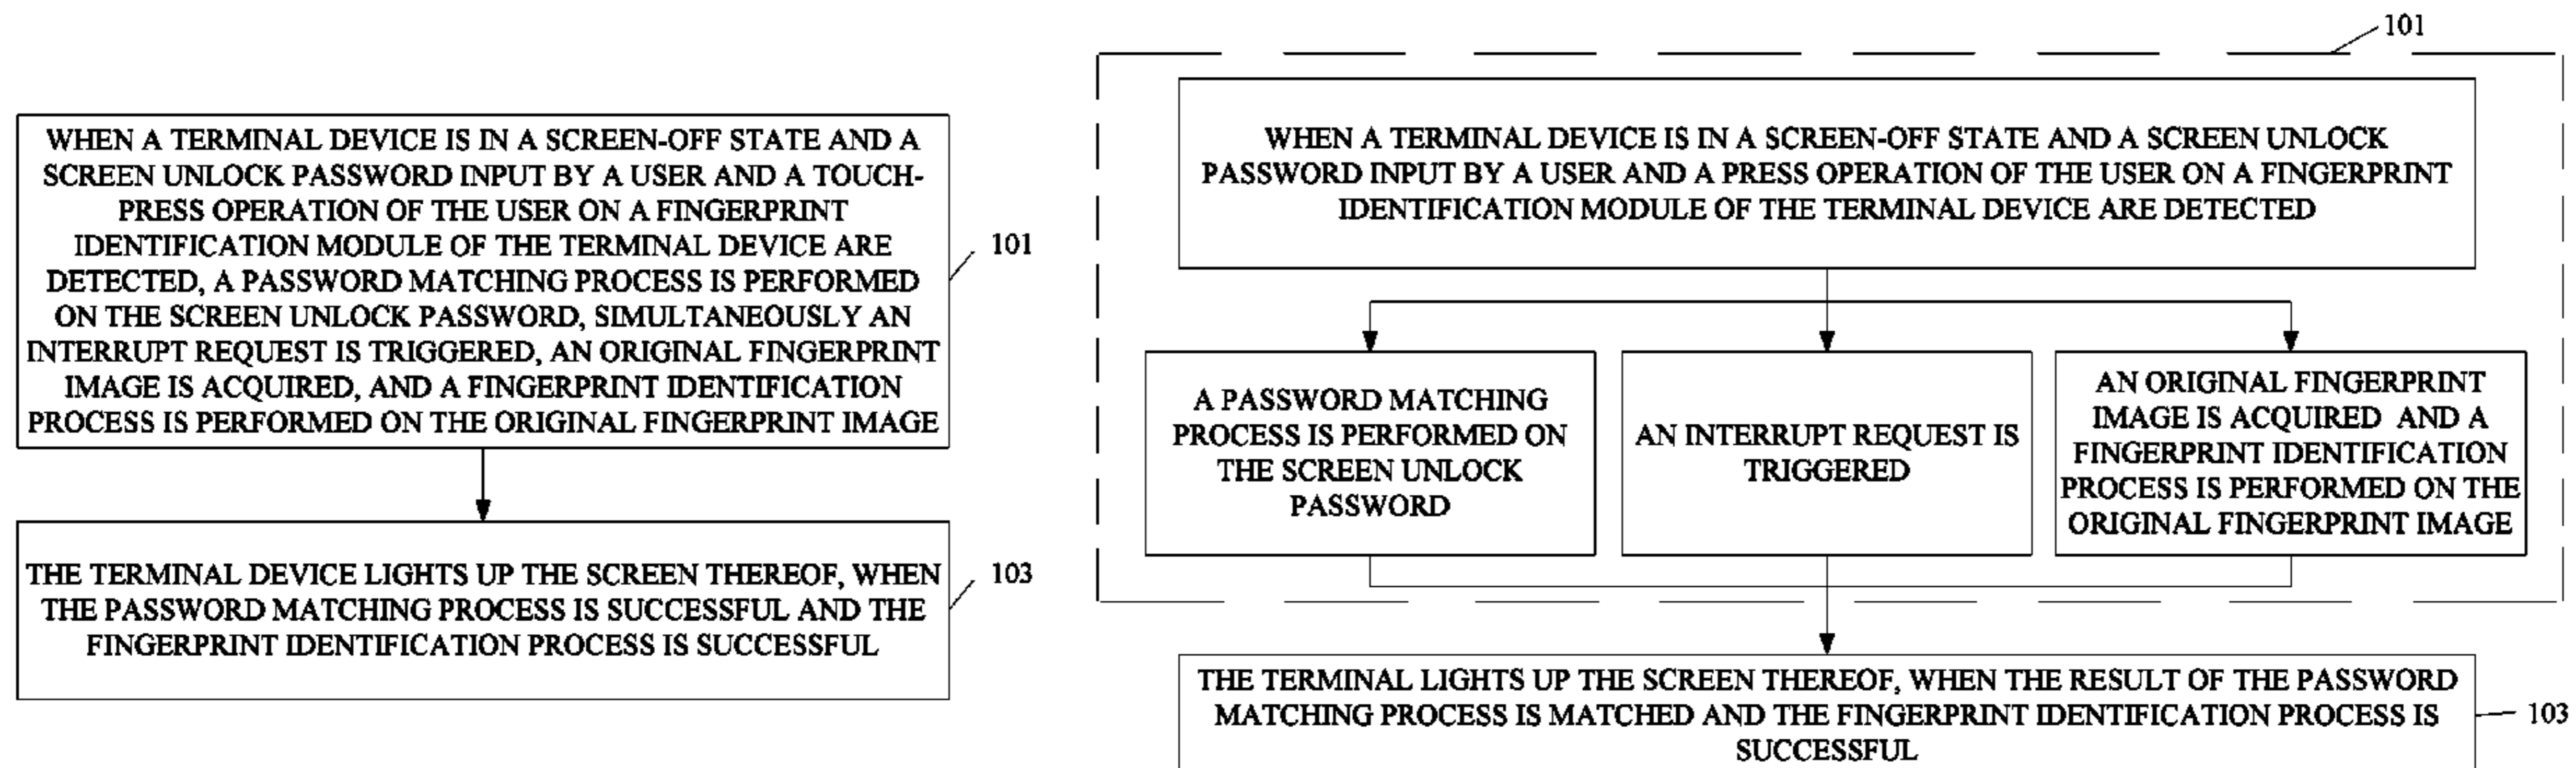 WHEN A TERMINAL DEVICE IS IN A SCREEN-OFF STATE AND A
SCREEN UNLOCK PASSWORD INPUT BY A USER AND A TOUCH-
PRESS OPERATION OF THE USER ON A FINGERPRINT
IDENTIFICATION MODULE OF THE TERMINAL DEVICE ARE
DETECTED, A PASSWORD MATCHING PROCESS IS PERFORMED
ON THE SCREEN UNLOCK PASSWORD, SIMULTANEOUSLY AN
INTERRUPT REQUEST IS TRIGGERED, AN ORIGINAL FINGERPRINT
IMAGE IS ACQUIRED, AND A FINGERPRINT IDENTIFICATION
PROCESS IS PERFORMED ON THE ORIGINAL FINGERPRINT IMAGE
101
THE TERMINAL DEVICE LIGHTS UP THE SCREEN THEREOF, WHEN
THE PASSWORD MATCHING PROCESS IS SUCCESSFUL AND THE
FINGERPRINT IDENTIFICATION PROCESS IS SUCCESSFUL
103
101
WHEN A TERMINAL DEVICE IS IN A SCREEN-OFF STATE AND A SCREEN UNLOCK
PASSWORD INPUT BY A USER AND A PRESS OPERATION OF THE USER ON A FINGERPRINT
IDENTIFICATION MODULE OF THE TERMINAL DEVICE ARE DETECTED
A PASSWORD MATCHING
PROCESS IS PERFORMED ON
THE SCREEN UNLOCK
PASSWORD
AN INTERRUPT REQUEST IS
TRIGGERED
AN ORIGINAL FINGERPRINT
IMAGE IS ACQUIRED AND A
FINGERPRINT IDENTIFICATION
PROCESS IS PERFORMED ON THE
ORIGINAL FINGERPRINT IMAGE
THE TERMINAL LIGHTS UP THE SCREEN THEREOF, WHEN THE RESULT OF THE PASSWORD
MATCHING PROCESS IS MATCHED AND THE FINGERPRINT IDENTIFICATION PROCESS IS
SUCCESSFUL
103